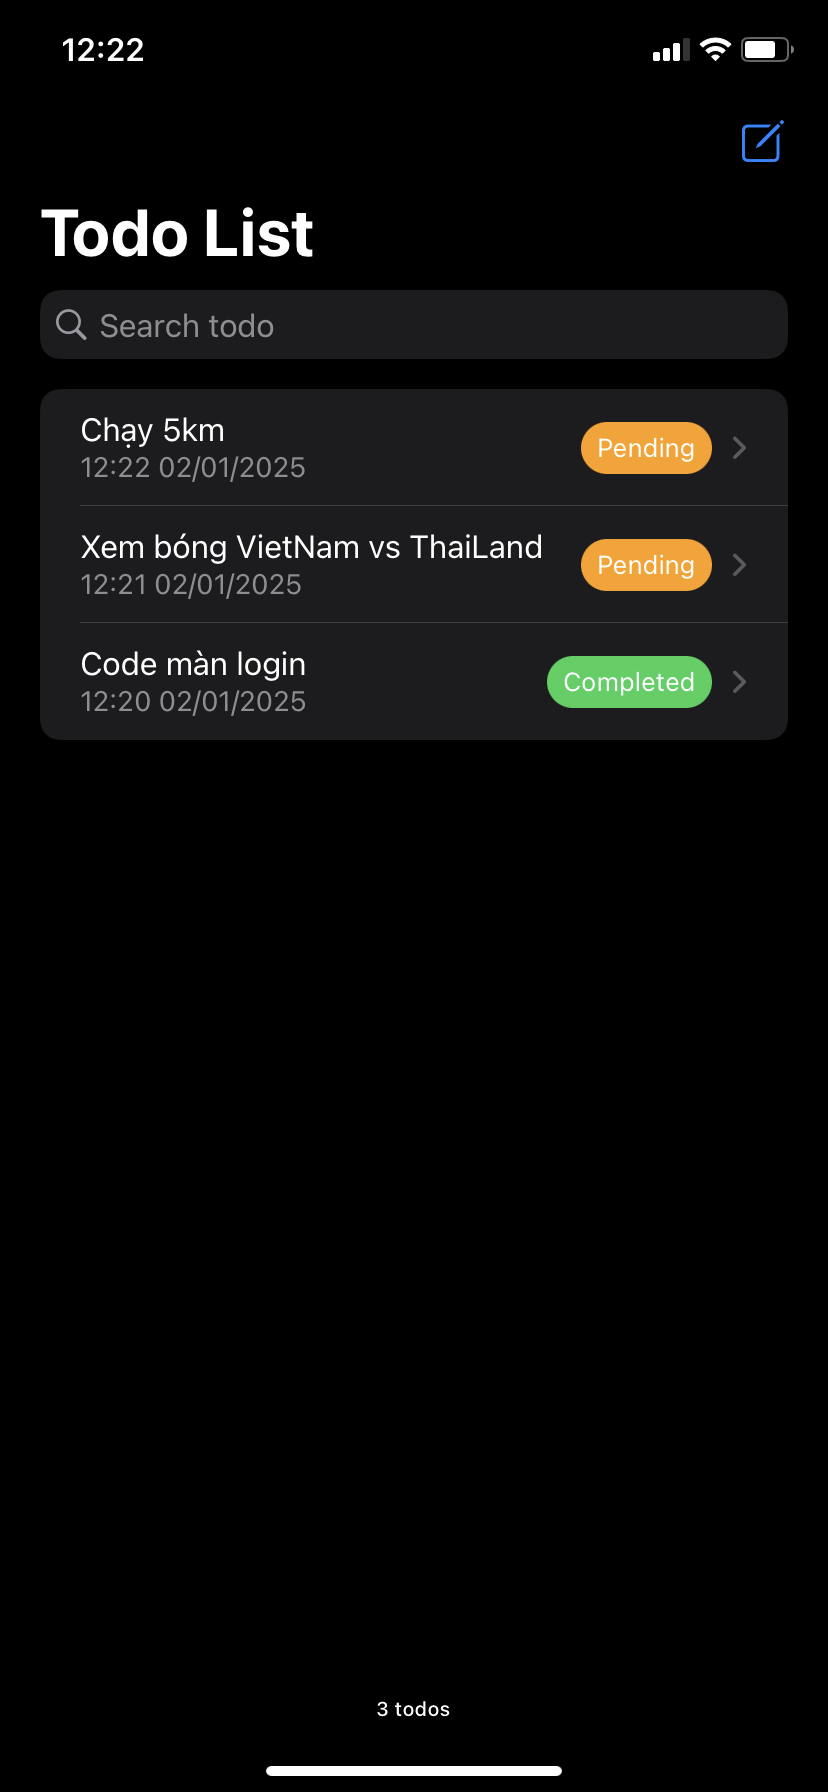 12:22
Todo List
Search todo
Chạy 5km
12:22 02/01/2025
Pending
Xem bóng VietNam vs ThaiLand
12:21 02/01/2025
Pending
Code màn login
12:20 02/01/2025
Completed
3 todos